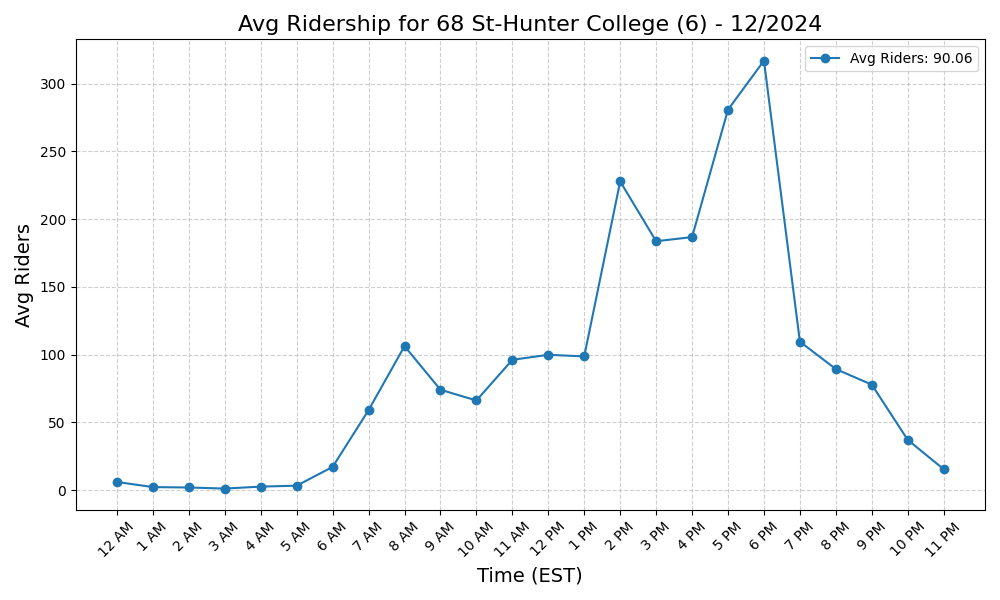 Avg Ridership for 68 St-Hunter College (6) - 12/2024
Avg Riders: 90.06
300
250
200
150
100
50
0
Avg Riders
12 AM
1 AM
2 AM
3 AM
4 AM
5 AM
6 AM
7 AM
8 AM
9 AM
10 AM
11 AM
12 PM
1 PM
2 PM
3 PM
4 PM
5 PM
6 PM
7 PM
8 PM
9 PM
10 PM
11 PM
Time (EST)